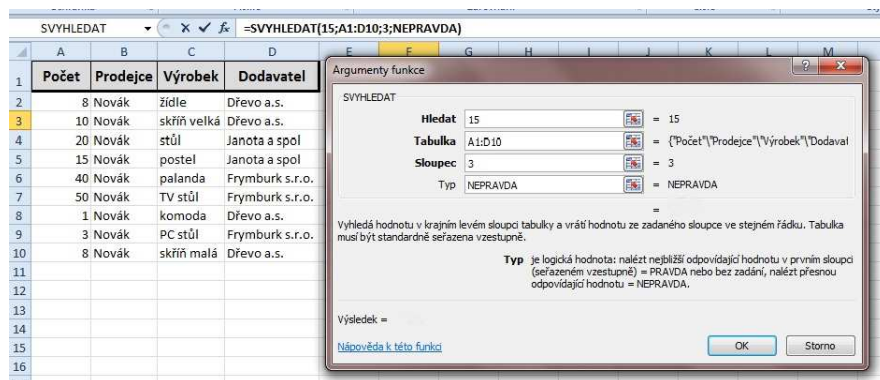 SVYHLEDAT fx =SVYHLEDAT(15;A1:D10;3;NEPRAVDA)
A B C D E F G H I J K L M
1 Počet Prodejce Výrobek Dodavatel
2 8 Novák židle Dřevo a.s.
3 10 Novák skříň velká Dřevo a.s.
4 20 Novák stůl Janota a spol
5 15 Novák postel Janota a spol
6 40 Novák palanda Frymburk s.r.o.
7 50 Novák TV stůl Frymburk s.r.o.
8 1 Novák komoda Dřevo a.s.
9 3 Novák PC stůl Frymburk s.r.o.
10 8 Novák skříň malá Dřevo a.s.
11
12
13
14
15
16
Argumenty funkce
SVYHLEDAT
Hledat 15 = 15
Tabulka A1:D10 = {"Počet"\"Prodejce"\"Výrobek"\"Dodavat
Sloupec 3 = 3
Typ NEPRAVDA = NEPRAVDA
=
Vyhledá hodnotu v krajním levém sloupci tabulky a vrátí hodnotu ze zadaného sloupce ve stejném řádku. Tabulka
musí být standardně seřazena vzestupně.
Typ je logická hodnota: nalézt nejbližší odpovídající hodnotu v prvním sloupci
(seřazeném vzestupně) = PRAVDA nebo bez zadání, nalézt přesnou
odpovídající hodnotu = NEPRAVDA.
Výsledek =
Nápověda k této funkci OK Storno